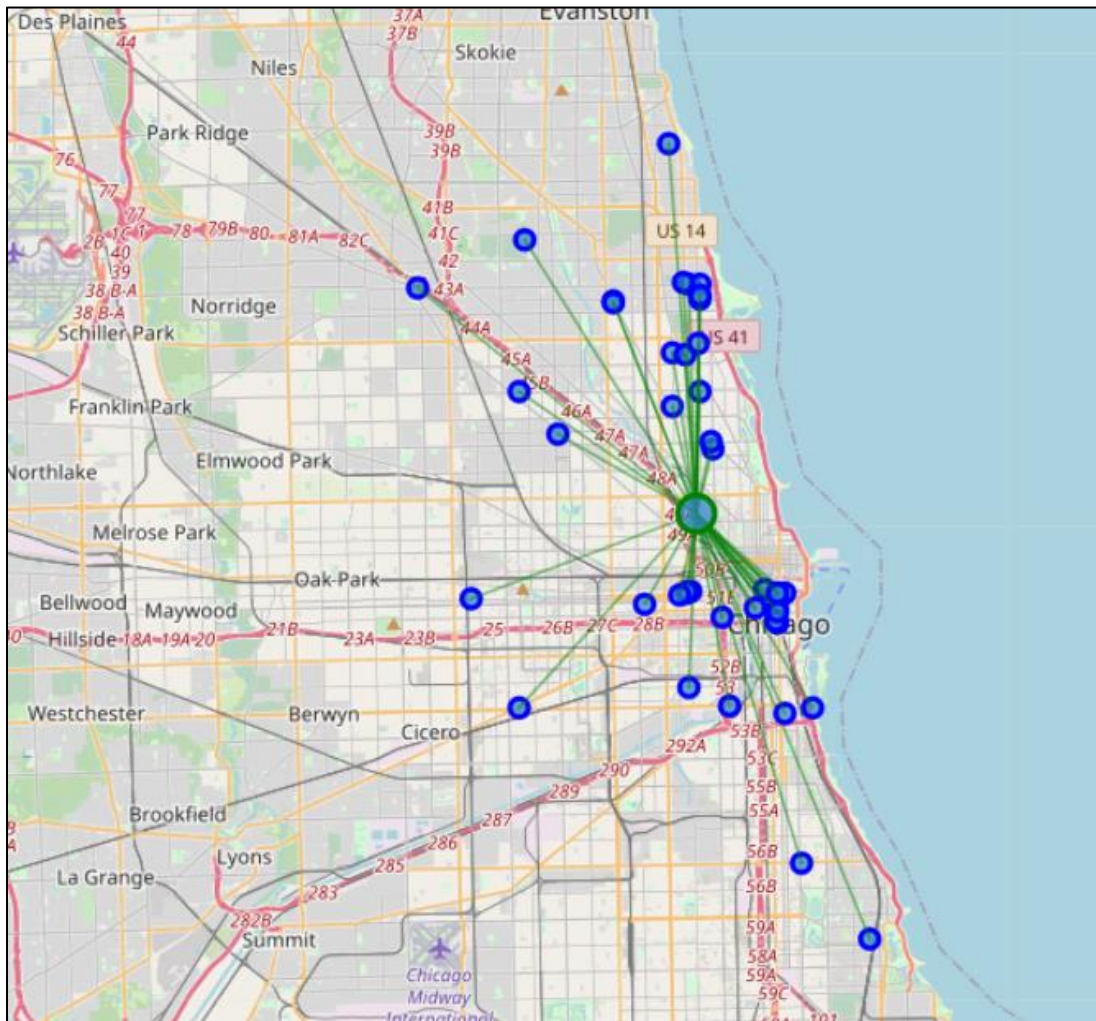 37A
Evanston
Des Plaines
37B
44
Skokie
Niles
39B
Park Ridge
39B
76
77
41B
77
1C
1
78
79B
80
81A
82C
41C
US 14
2B
40
42
39
43A
38 B-A
Norridge
38 B-A
44A
Schiller Park
US 41
45A
Franklin Park
46A
47A
Elmwood Park
47A
Northlake
48A
Melrose Park
49A
50B
Oak Park
Bellwood
Maywood
51E
Hillside
18A
19A
20
21B
23A
23B
25
26B
27C
28B
Chicago
52B
53
Westchester
Berwyn
Cicero
53B
292A
53C
290
55B
289
Brookfield
55A
287
286
56B
Lyons
285
La Grange
56B
283
282B
59A
Summit
58A
Chicago
59A
Midway
59C
International
101